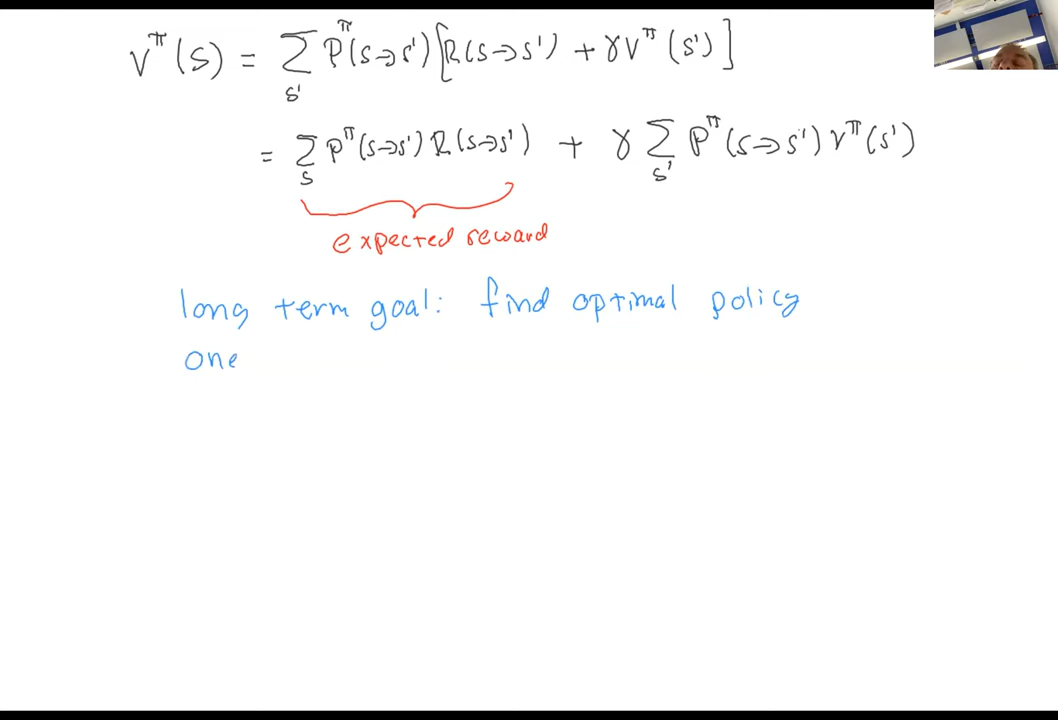 V^π(s) = Σ_{s'} P^π(s→s')[R(s→s') + γV^π(s')]
= Σ_s P^π(s→s')R(s→s') + γ Σ_{s'} P^π(s→s')V^π(s')
expected reward
long term goal: find optimal policy
one